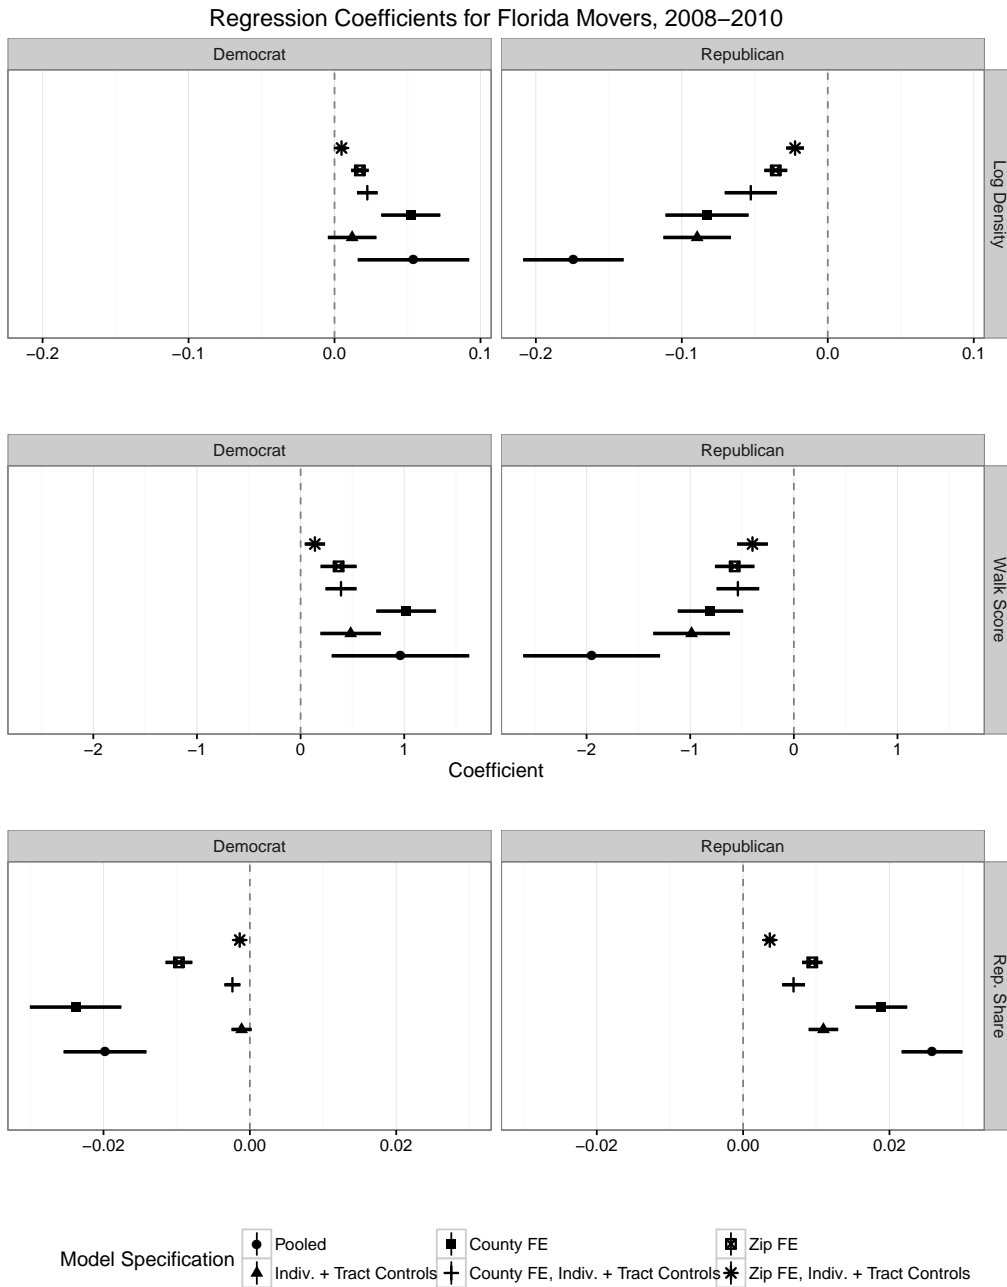 Regression Coefficients for Florida Movers, 2008–2010
Democrat Republican
Log Density
−0.2 −0.1 0.0 0.1 −0.2 −0.1 0.0 0.1
Democrat Republican
Walk Score
−2 −1 0 1 −2 −1 0 1
Coefficient
Democrat Republican
Rep. Share
−0.02 0.00 0.02 −0.02 0.00 0.02
Model Specification
Pooled County FE Zip FE
Indiv. + Tract Controls County FE, Indiv. + Tract Controls Zip FE, Indiv. + Tract Controls